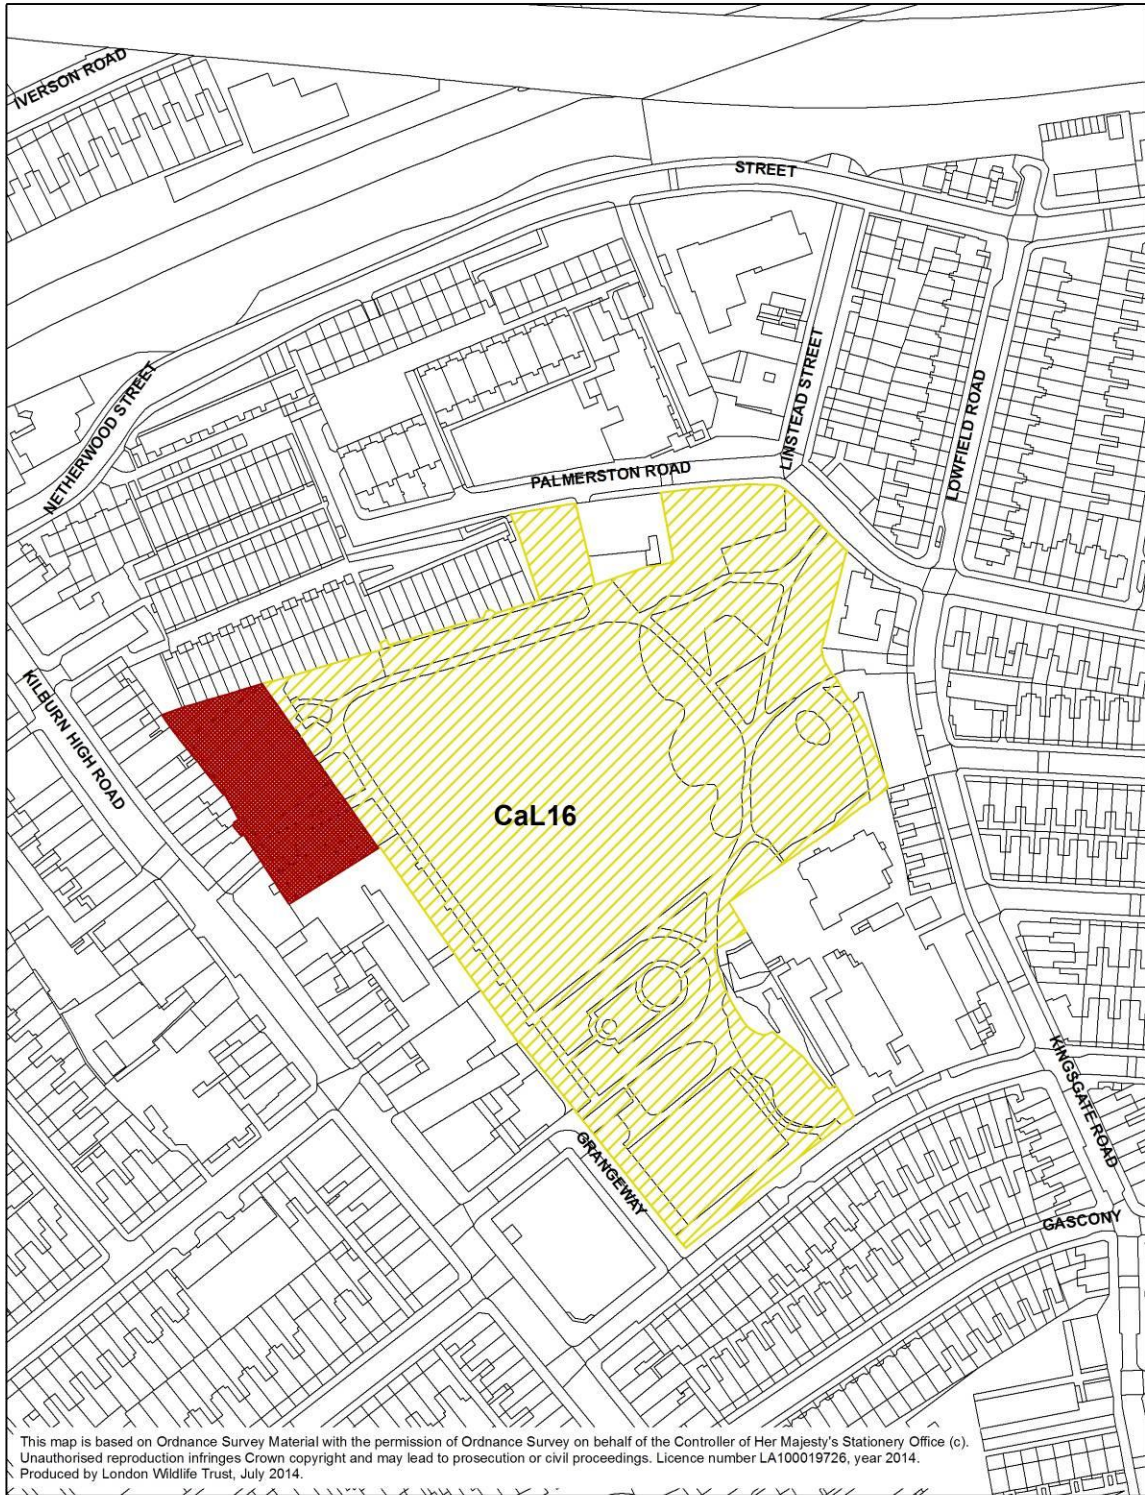 IVERSON ROAD
STREET
NETHERWOOD STREET
LINSTEAD STREET
LOWFIELD ROAD
PALMERSTON ROAD
KILBURN HIGH ROAD
CaL16
KINGSGATE ROAD
GRANGEWAY
GASCONY
This map is based on Ordnance Survey Material with the permission of Ordnance Survey on behalf of the Controller of Her Majesty's Stationery Office (c).
Unauthorised reproduction infringes Crown copyright and may lead to prosecution or civil proceedings. Licence number LA100019726, year 2014.
Produced by London Wildlife Trust, July 2014.